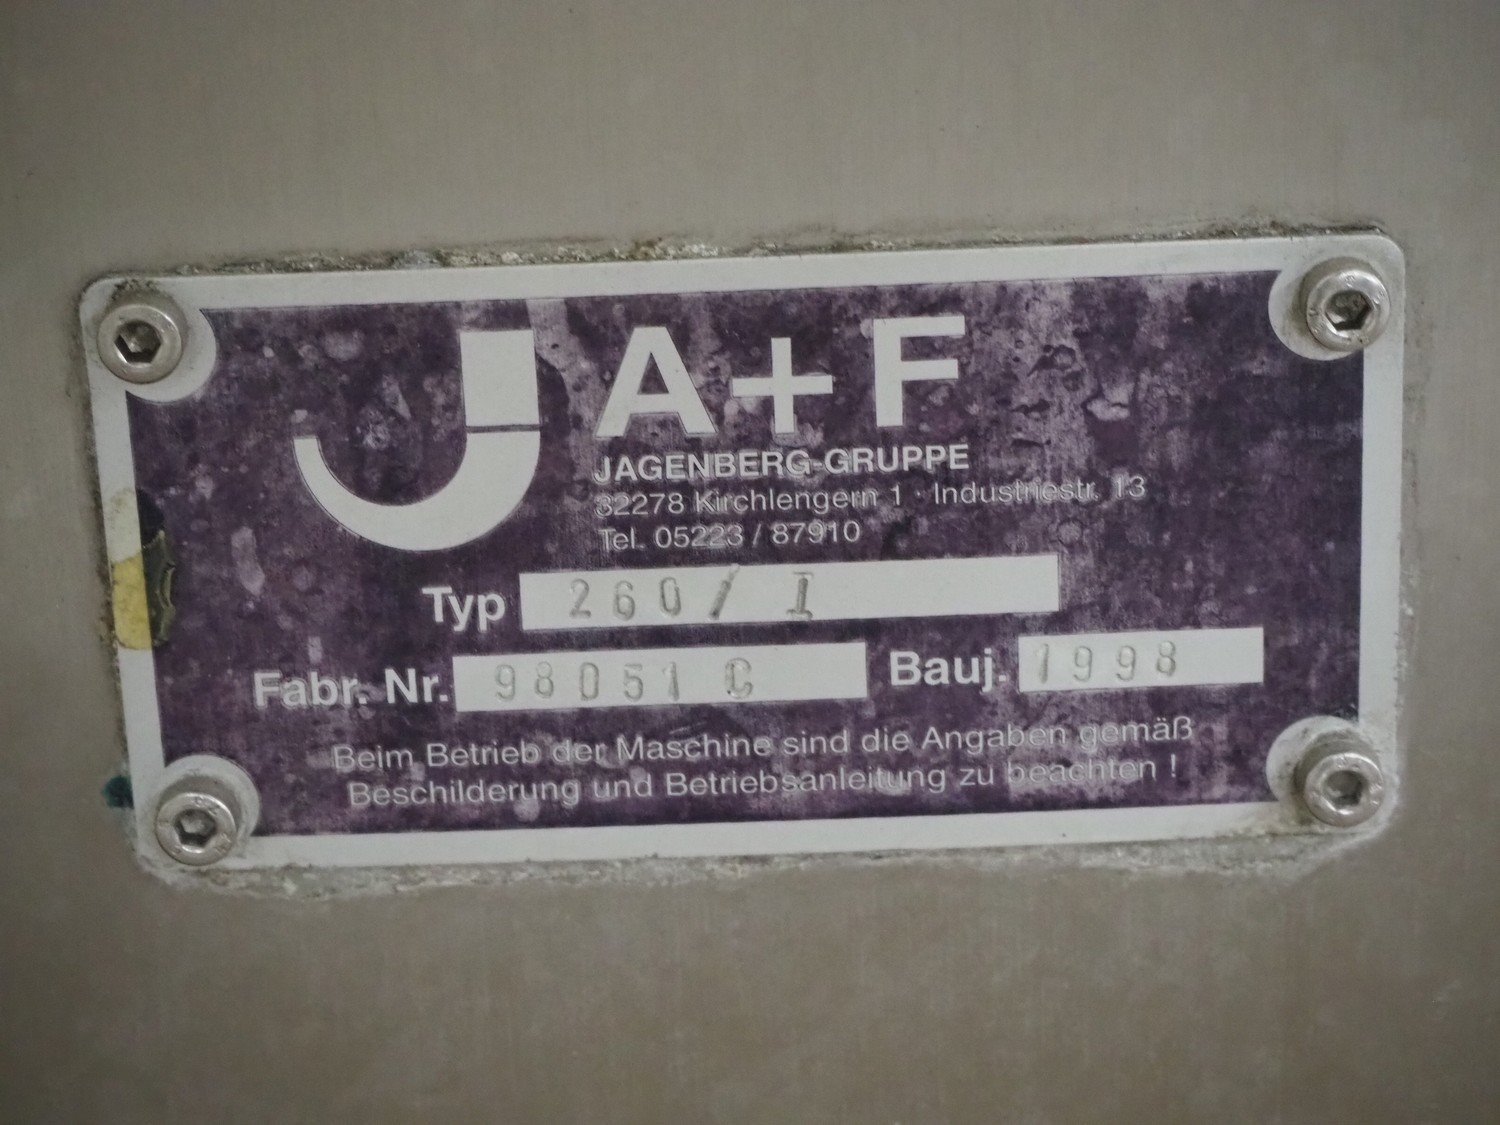 A+F
JAGENBERG-GRUPPE
32278 Kirchlengern 1 · Industriestr. 13
Tel. 05223 / 87910
Typ 260/ I
Fabr. Nr. 98051 C Bauj. 1998
Beim Betrieb der Maschine sind die Angaben gemäß
Beschilderung und Betriebsanleitung zu beachten !